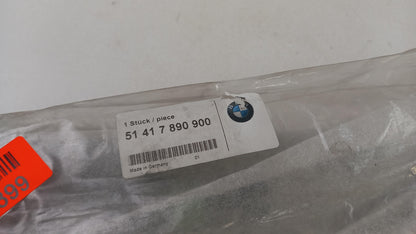 1 Stück / piece
51 41 7 890 900
Made in Germany 01
399